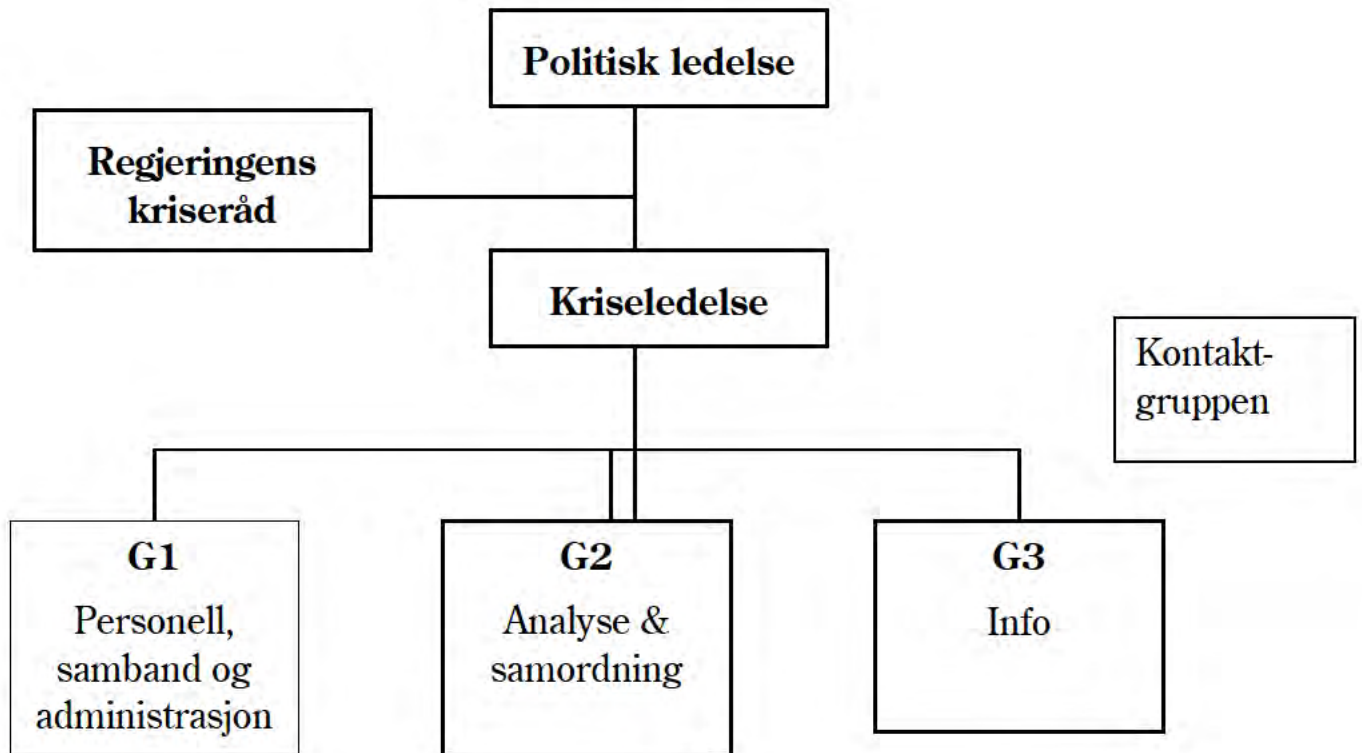 Politisk ledelse
Regjeringens
kriseråd
Kriseledelse
Kontakt-
gruppen
G1
Personell,
samband og
administrasjon
G2
Analyse &
samordning
G3
Info